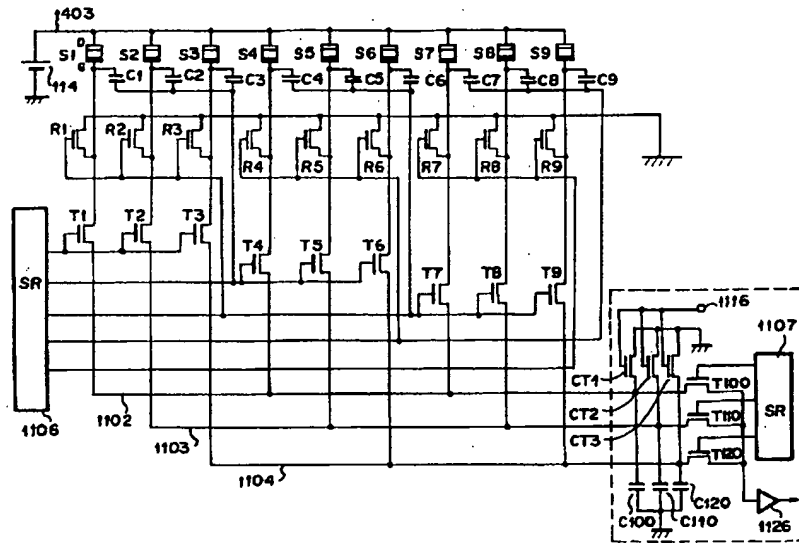 403
S1 S2 S3 S4 S5 S6 S7 S8 S9
D
G
C1 C2 C3 C4 C5 C6 C7 C8 C9
114
R1 R2 R3 R4 R5 R6 R7 R8 R9
T1 T2 T3 T4 T5 T6 T7 T8 T9
SR
1106
1102
1103
1104
1116
1107
CT1
CT2
CT3
T100
T110
T120
SR
C100 C110 C120
1126